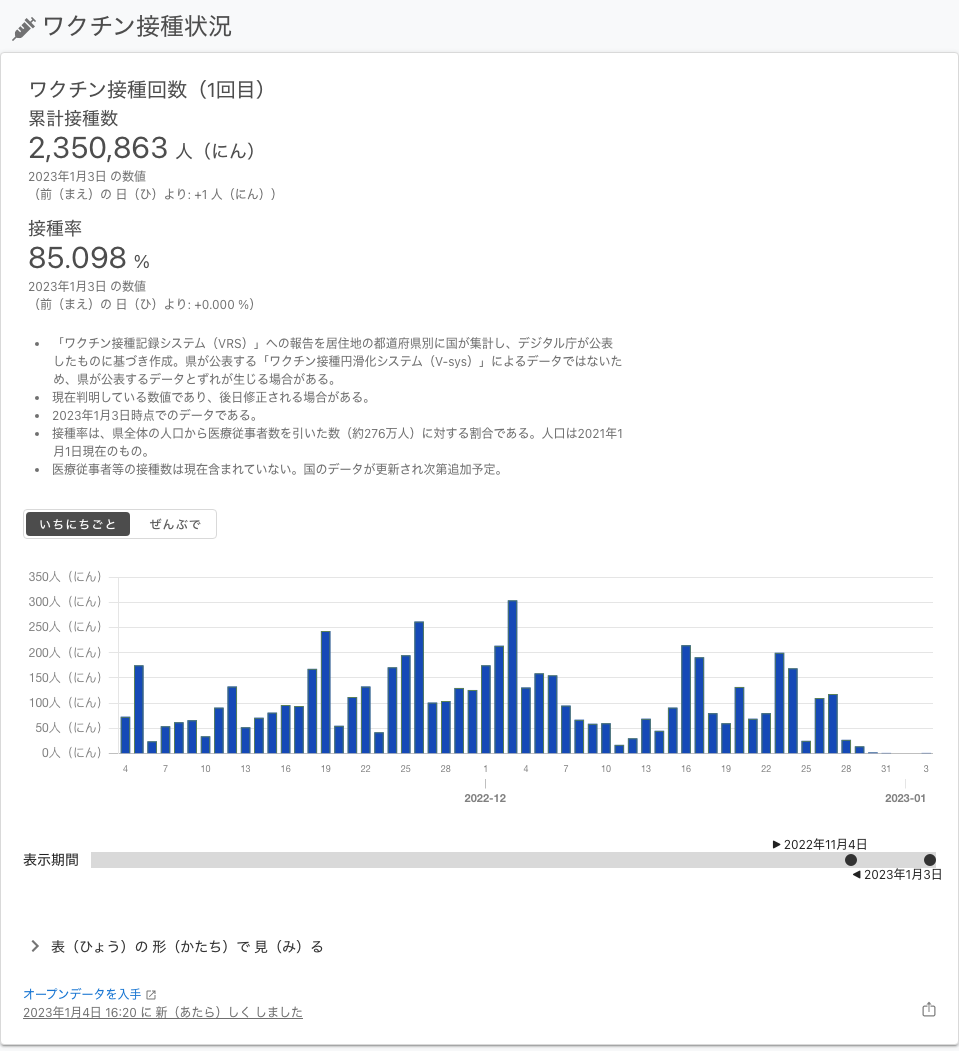 ワクチン接種状況
ワクチン接種回数（1回目）
累計接種数
2,350,863 人（にん）
2023年1月3日 の数値
（前（まえ）の 日（ひ）より: +1 人（にん））
接種率
85.098 %
2023年1月3日 の数値
（前（まえ）の 日（ひ）より: +0.000 %）
• 「ワクチン接種記録システム（VRS）」への報告を居住地の都道府県別に国が集計し、デジタル庁が公表
したものに基づき作成。県が公表する「ワクチン接種円滑化システム（V-sys）」によるデータではないた
め、県が公表するデータとずれが生じる場合がある。
• 現在判明している数値であり、後日修正される場合がある。
• 2023年1月3日時点でのデータである。
• 接種率は、県全体の人口から医療従事者数を引いた数（約276万人）に対する割合である。人口は2021年1
月1日現在のもの。
• 医療従事者等の接種数は現在含まれていない。国のデータが更新され次第追加予定。
いちにちごと ぜんぶで
350人（にん）
300人（にん）
250人（にん）
200人（にん）
150人（にん）
100人（にん）
50人（にん）
0人（にん）
4 7 10 13 16 19 22 25 28 1 4 7 10 13 16 19 22 25 28 31 3
2022-12 2023-01
▶ 2022年11月4日
表示期間
◀ 2023年1月3日
表（ひょう）の 形（かたち）で 見（み）る
オープンデータを入手
2023年1月4日 16:20 に 新（あたら）しく しました